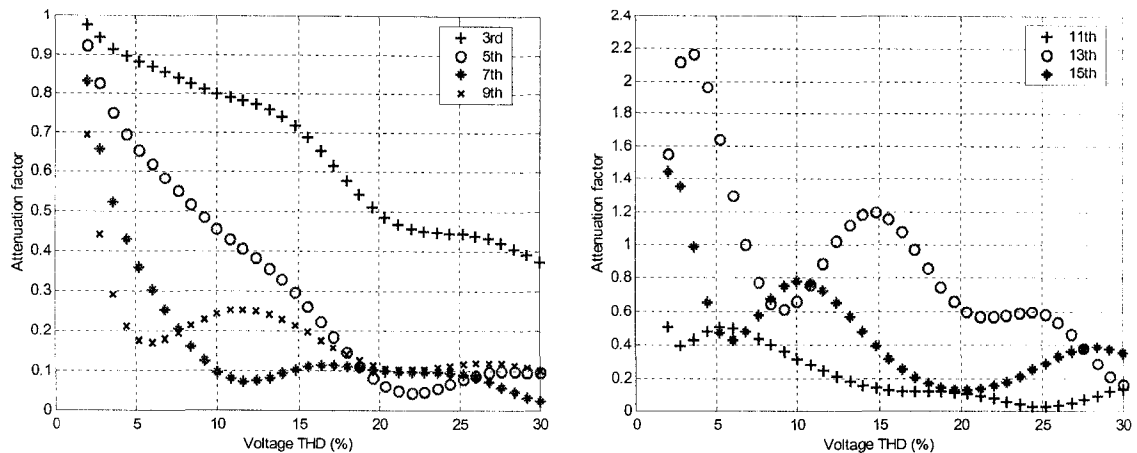 1
0.9
0.8
0.7
0.6
0.5
0.4
0.3
0.2
0.1
0
0 5 10 15 20 25 30
Attenuation factor
Voltage THD (%)
3rd
5th
7th
9th
2.4
2.2
2
1.8
1.6
1.4
1.2
1
0.8
0.6
0.4
0.2
0
0 5 10 15 20 25 30
Attenuation factor
Voltage THD (%)
11th
13th
15th